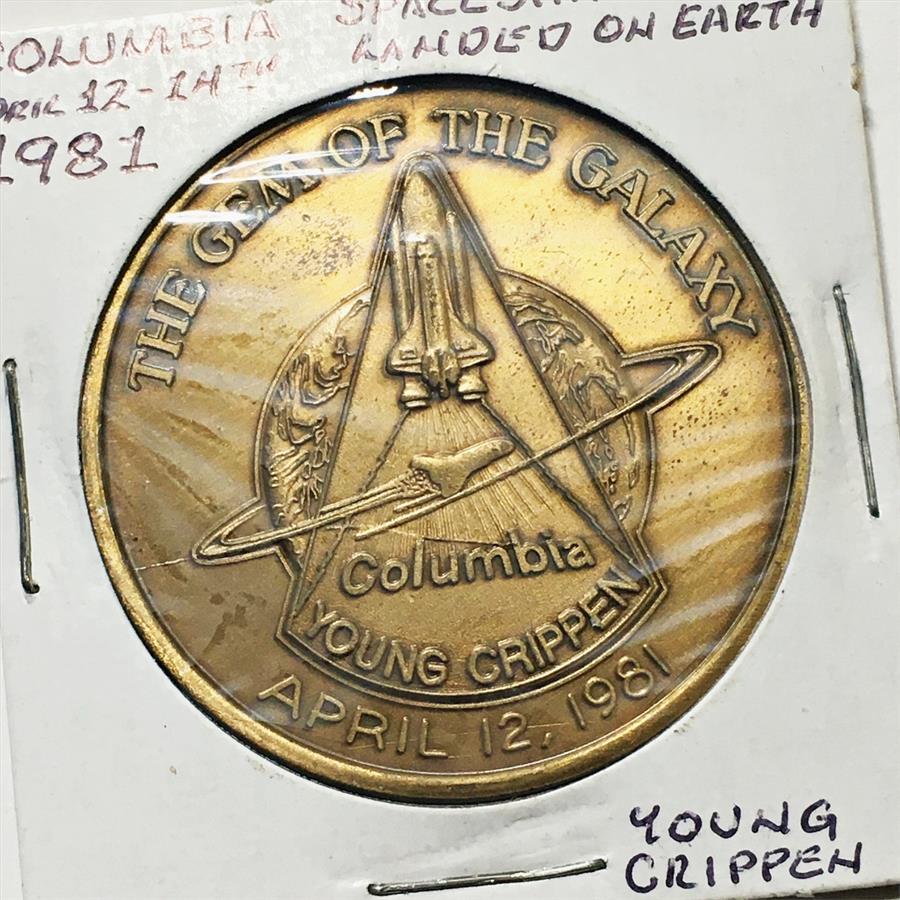 COLUMBIA
12-14TH
1981
LANDED ON EARTH
THE GEM OF THE GALAXY
Columbia
YOUNG CRIPPEN
APRIL 12, 1981
YOUNG
CRIPPEN